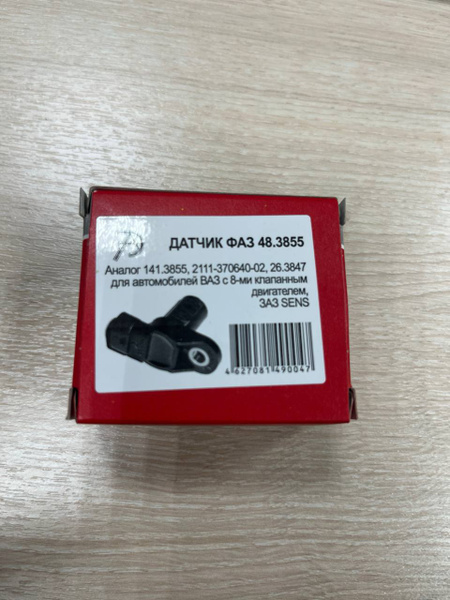 ДАТЧИК ФАЗ 48.3855
Аналог 141.3855, 2111-370640-02, 26.3847
для автомобилей ВАЗ с 8-ми клапанным
двигателем,
ЗАЗ SENS
4627081490047